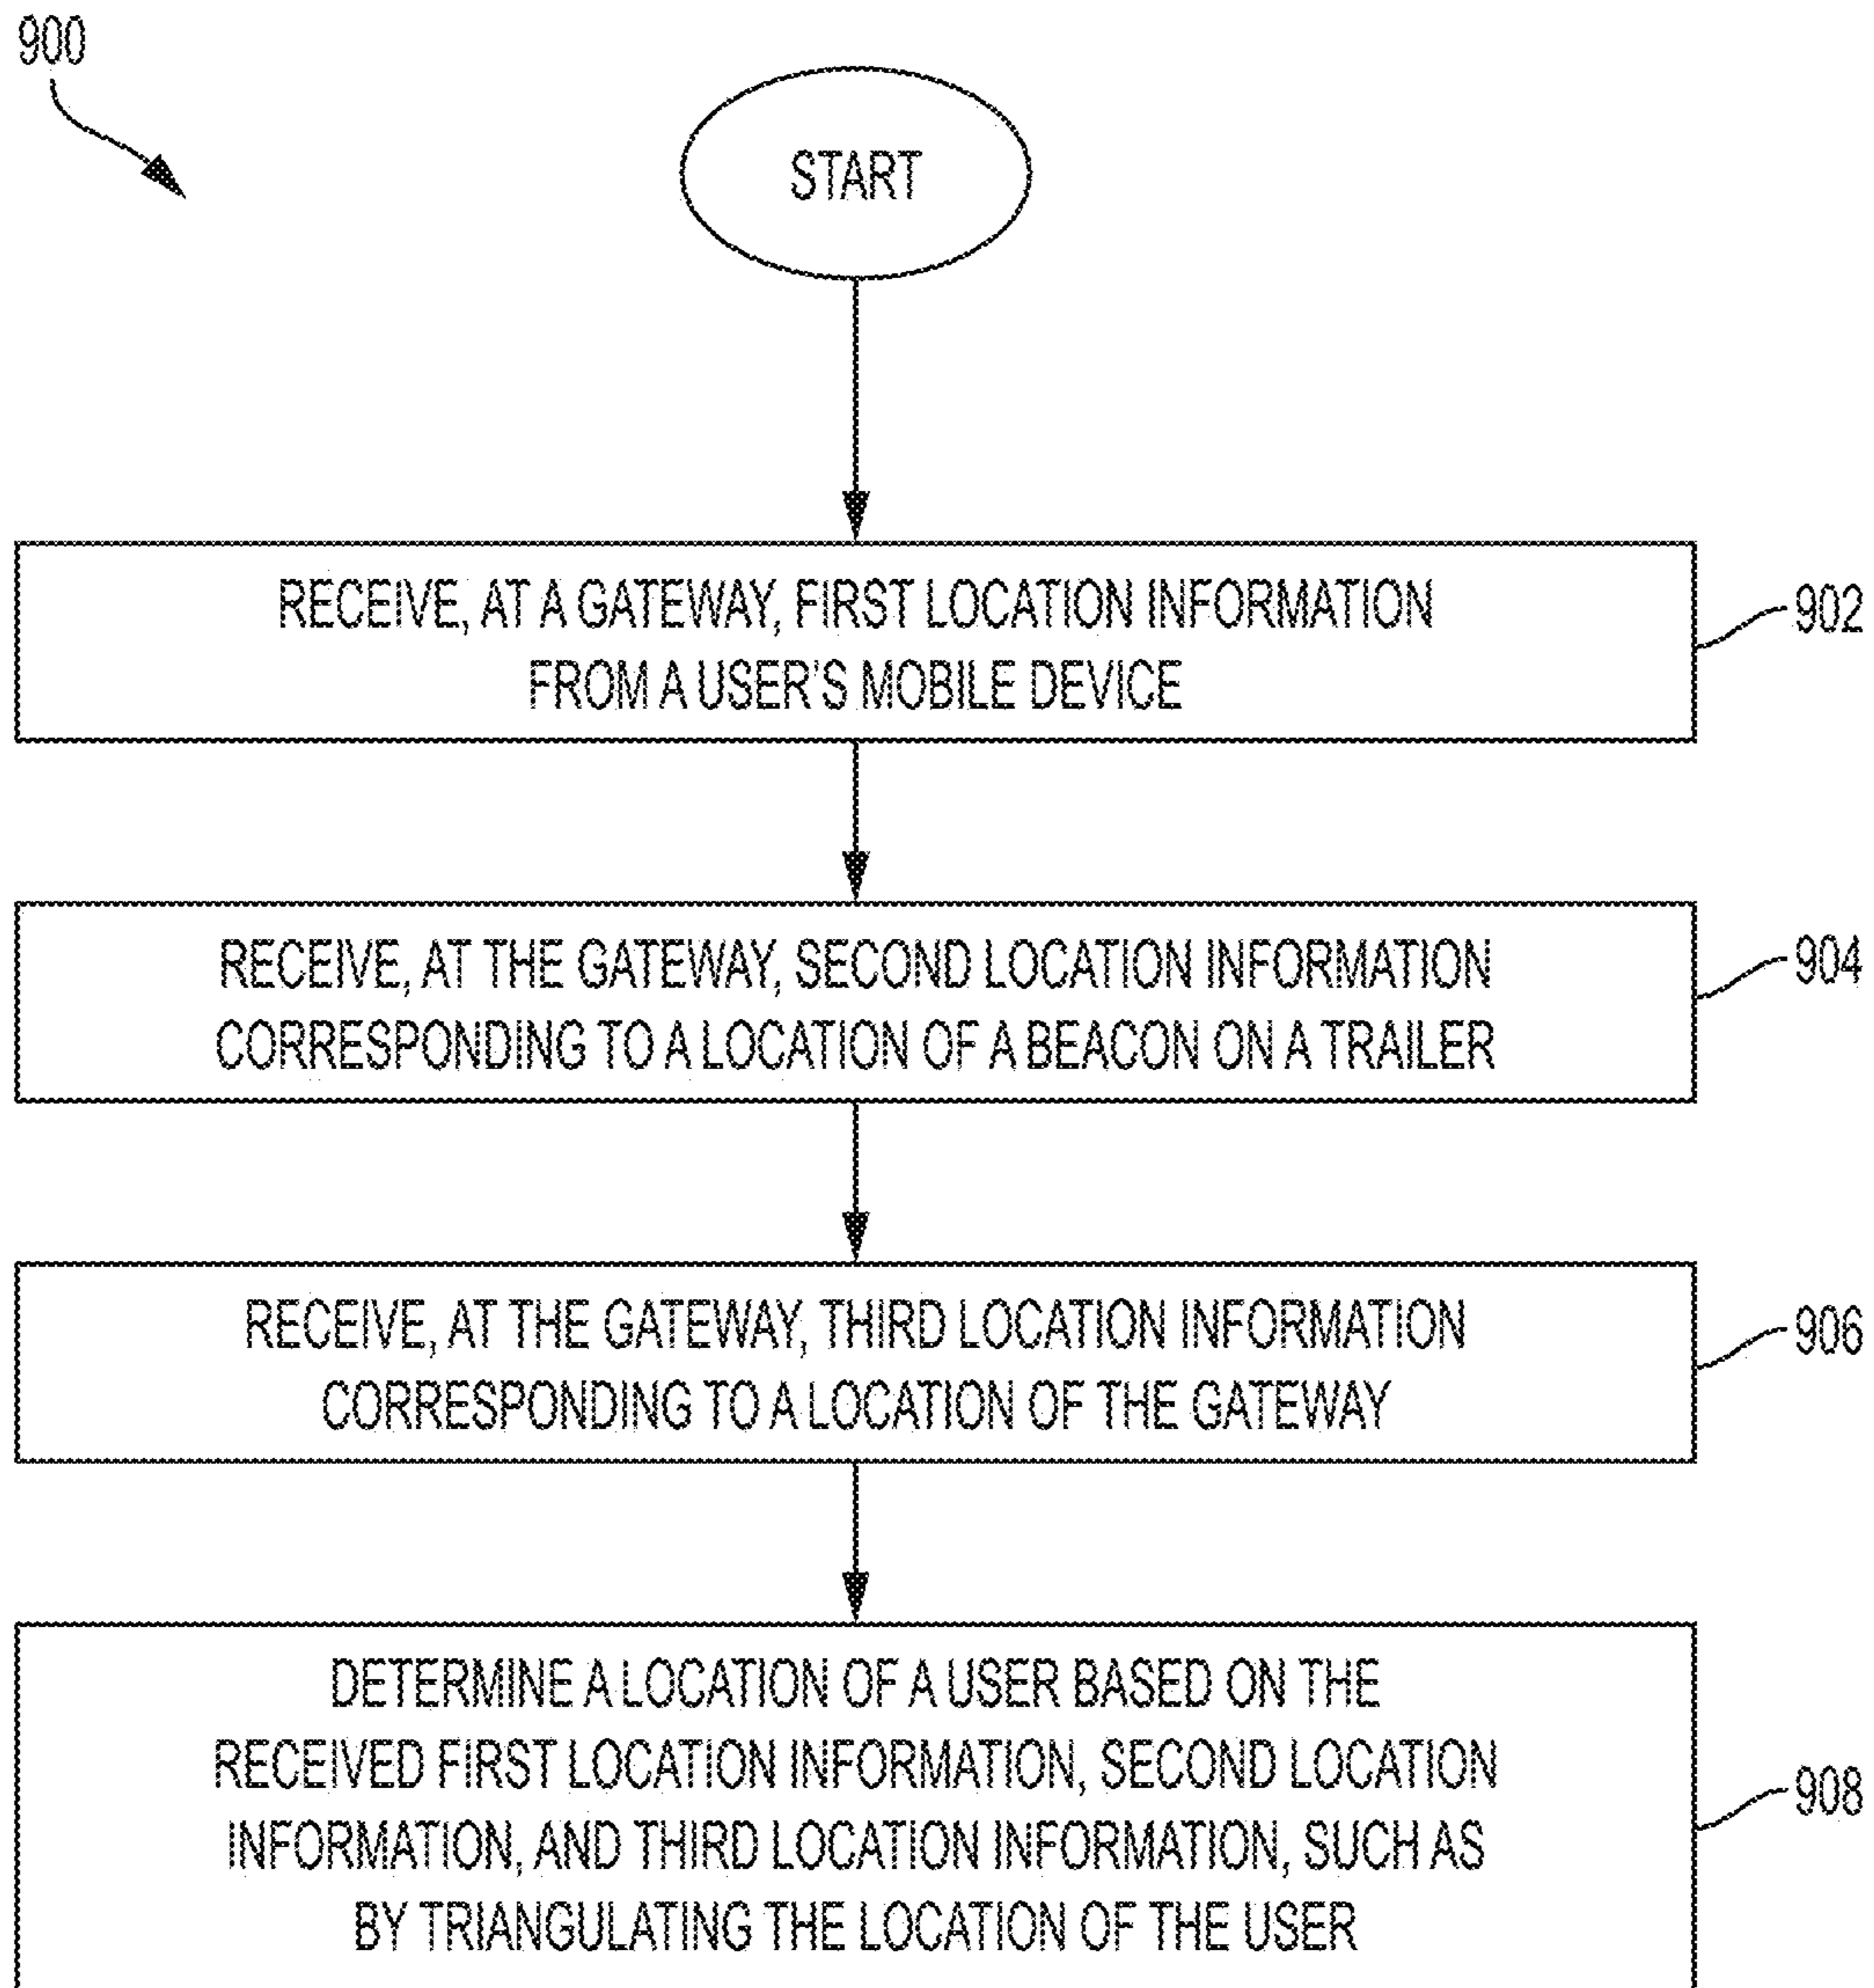 900
START
RECEIVE, AT A GATEWAY, FIRST LOCATION INFORMATION
FROM A USER'S MOBILE DEVICE
902
RECEIVE, AT THE GATEWAY, SECOND LOCATION INFORMATION
CORRESPONDING TO A LOCATION OF A BEACON ON A TRAILER
904
RECEIVE, AT THE GATEWAY, THIRD LOCATION INFORMATION
CORRESPONDING TO A LOCATION OF THE GATEWAY
906
DETERMINE A LOCATION OF A USER BASED ON THE
RECEIVED FIRST LOCATION INFORMATION, SECOND LOCATION
INFORMATION, AND THIRD LOCATION INFORMATION, SUCH AS
BY TRIANGULATING THE LOCATION OF THE USER
908